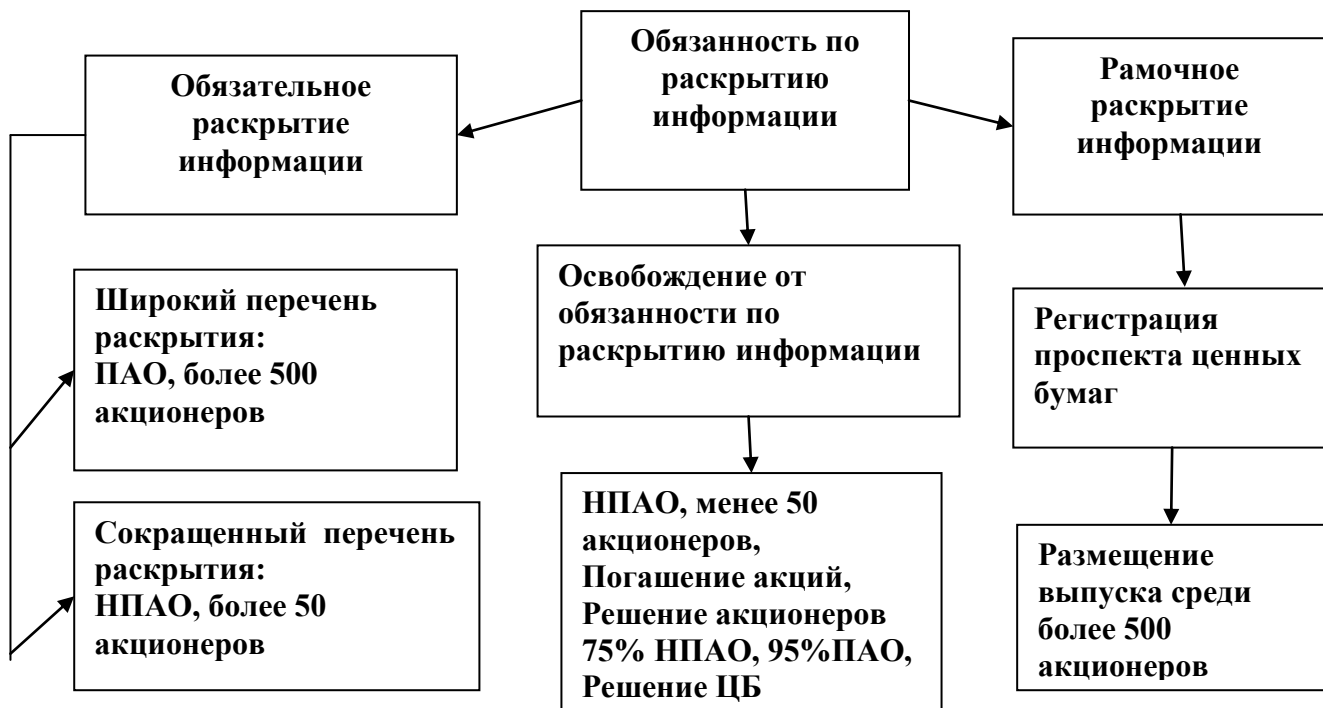 Обязанность по
раскрытию
информации
Обязательное
раскрытие
информации
Широкий перечень
раскрытия:
ПАО, более 500
акционеров
Сокращенный перечень
раскрытия:
НПАО, более 50
акционеров
Освобождение от
обязанности по
раскрытию информации
НПАО, менее 50
акционеров,
Погашение акций,
Решение акционеров
75% НПАО, 95%ПАО,
Решение ЦБ
Рамочное
раскрытие
информации
Регистрация
проспекта ценных
бумаг
Размещение
выпуска среди
более 500
акционеров